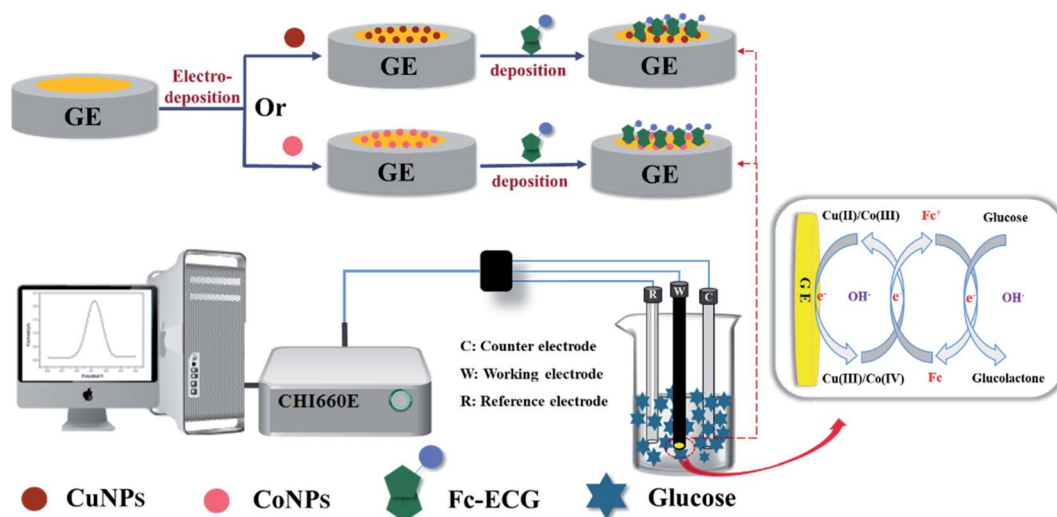 GE
Electro-
deposition
Or
GE
deposition
GE
GE
deposition
GE
Cu(II)/Co(III)
Fc⁺
Glucose
GE
e⁻
OH⁻
e⁻
e⁻
OH⁻
Cu(III)/Co(IV)
Fc
Glucolactone
R
W
C
C: Counter electrode
W: Working electrode
R: Reference electrode
CHI660E
CuNPs
CoNPs
Fc-ECG
Glucose